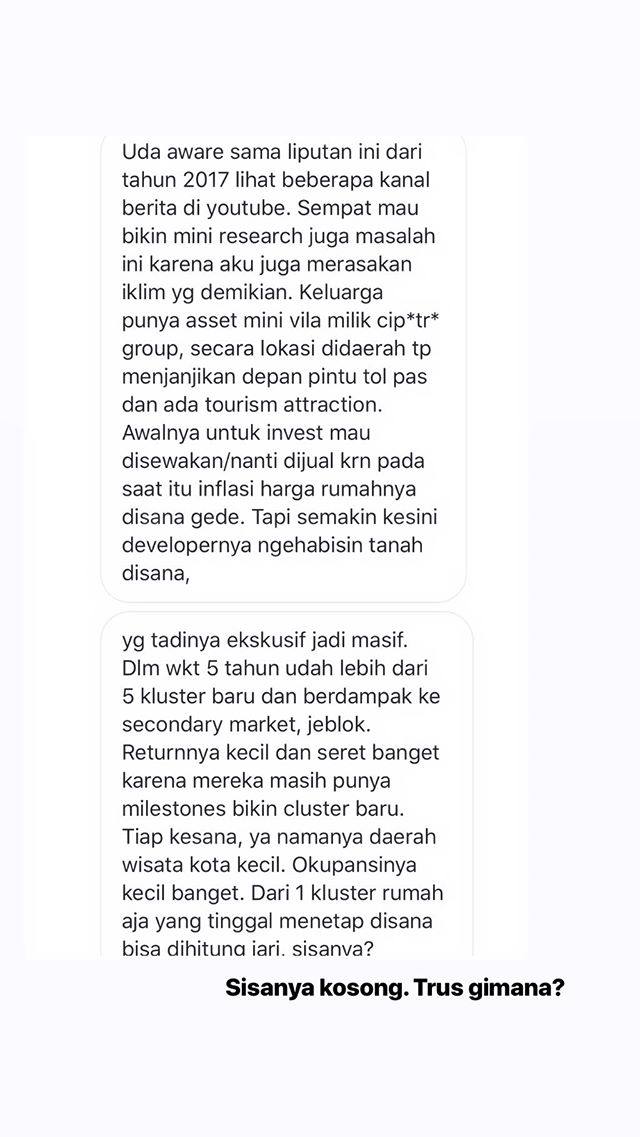 Uda aware sama liputan ini dari
tahun 2017 lihat beberapa kanal
berita di youtube. Sempat mau
bikin mini research juga masalah
ini karena aku juga merasakan
iklim yg demikian. Keluarga
punya asset mini vila milik cip*tr*
group, secara lokasi didaerah tp
menjanjikan depan pintu tol pas
dan ada tourism attraction.
Awalnya untuk invest mau
disewakan/nanti dijual krn pada
saat itu inflasi harga rumahnya
disana gede. Tapi semakin kesini
developernya ngehabisin tanah
disana,
yg tadinya ekskusif jadi masif.
Dlm wkt 5 tahun udah lebih dari
5 kluster baru dan berdampak ke
secondary market, jeblok.
Returnnya kecil dan seret banget
karena mereka masih punya
milestones bikin cluster baru.
Tiap kesana, ya namanya daerah
wisata kota kecil. Okupansinya
kecil banget. Dari 1 kluster rumah
aja yang tinggal menetap disana
bisa dihitung jari, sisanya?
Sisanya kosong. Trus gimana?